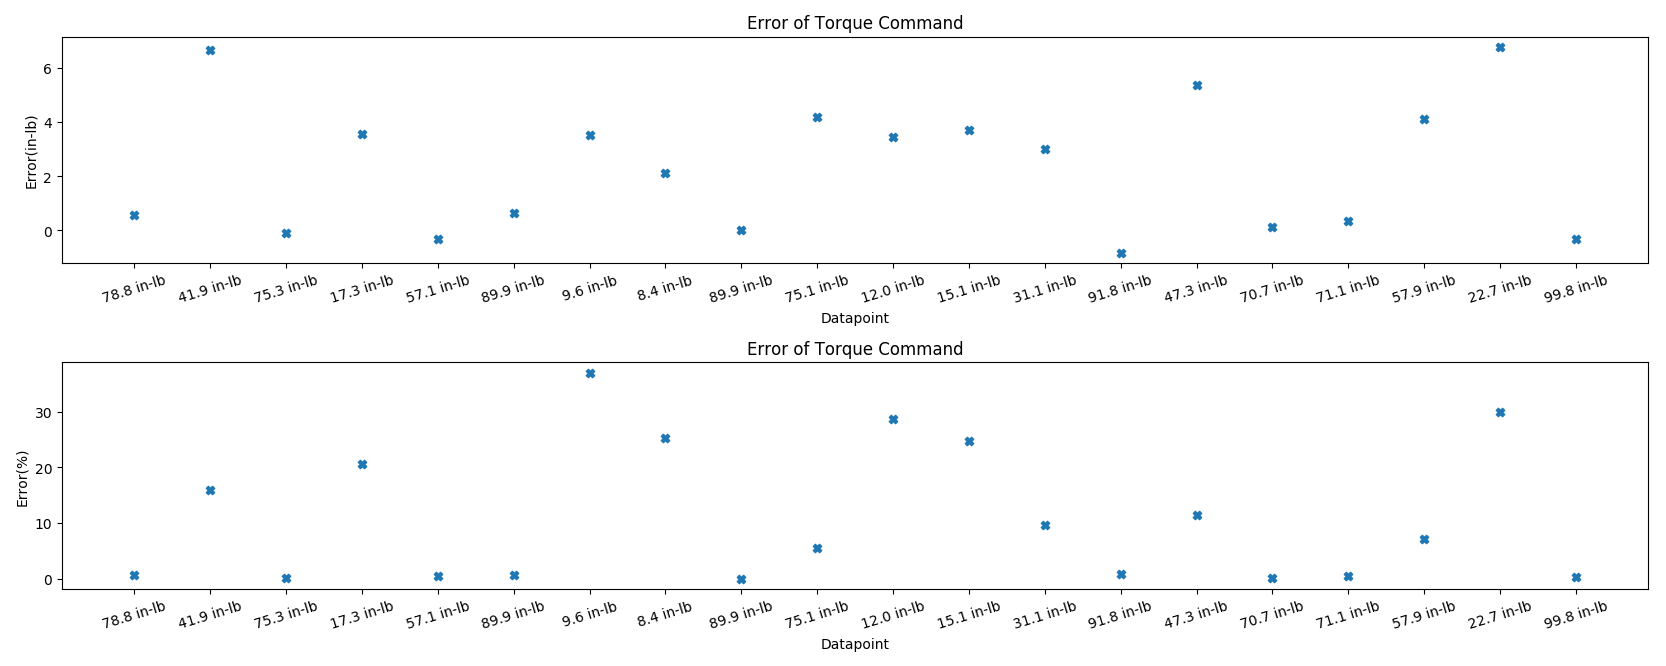 Error of Torque Command
Error(in-lb)
6
4
2
0
78.8 in-lb 41.9 in-lb 75.3 in-lb 17.3 in-lb 57.1 in-lb 89.9 in-lb 9.6 in-lb 8.4 in-lb 89.9 in-lb 75.1 in-lb 12.0 in-lb 15.1 in-lb 31.1 in-lb 91.8 in-lb 47.3 in-lb 70.7 in-lb 71.1 in-lb 57.9 in-lb 22.7 in-lb 99.8 in-lb
Datapoint
Error of Torque Command
Error(%)
30
20
10
0
78.8 in-lb 41.9 in-lb 75.3 in-lb 17.3 in-lb 57.1 in-lb 89.9 in-lb 9.6 in-lb 8.4 in-lb 89.9 in-lb 75.1 in-lb 12.0 in-lb 15.1 in-lb 31.1 in-lb 91.8 in-lb 47.3 in-lb 70.7 in-lb 71.1 in-lb 57.9 in-lb 22.7 in-lb 99.8 in-lb
Datapoint